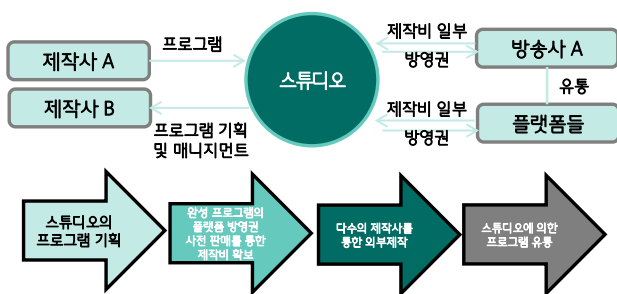 제작사 A
제작사 B
프로그램
프로그램 기획
및 매니지먼트
스튜디오
제작비 일부
방영권
방송사 A
유통
제작비 일부
방영권
플랫폼들
스튜디오의
프로그램 기획
완성 프로그램의
플랫폼 방영권
사전 판매를 통한
제작비 확보
다수의 제작사를
통한 외부제작
스튜디오에 의한
프로그램 유통